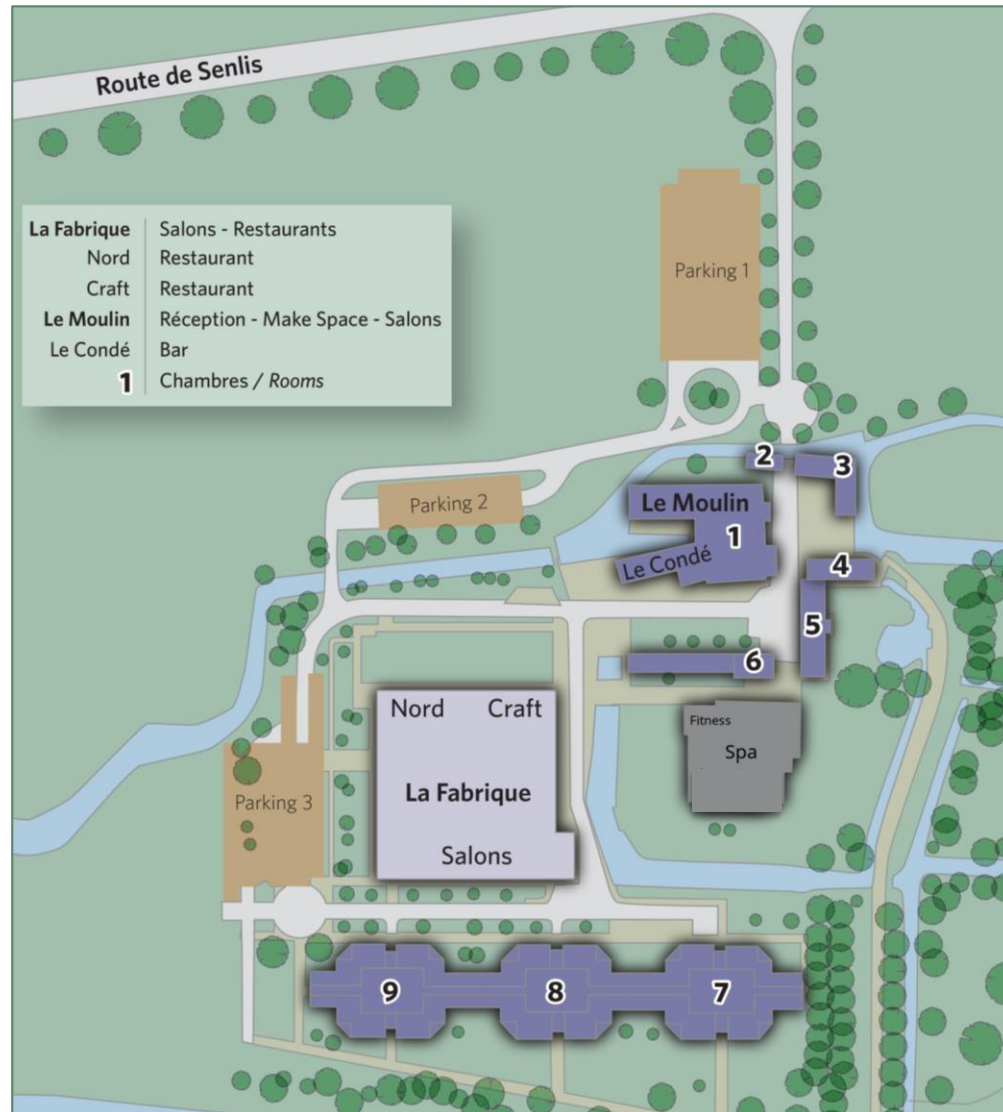 Route de Senlis
La Fabrique Salons - Restaurants
Nord Restaurant
Craft Restaurant
Le Moulin Réception - Make Space - Salons
Le Condé Bar
1 Chambres / Rooms
Parking 1
2
3
Parking 2
Le Moulin
1
Le Condé
4
5
6
Nord Craft
Fitness
Spa
La Fabrique
Parking 3
Salons
9
8
7